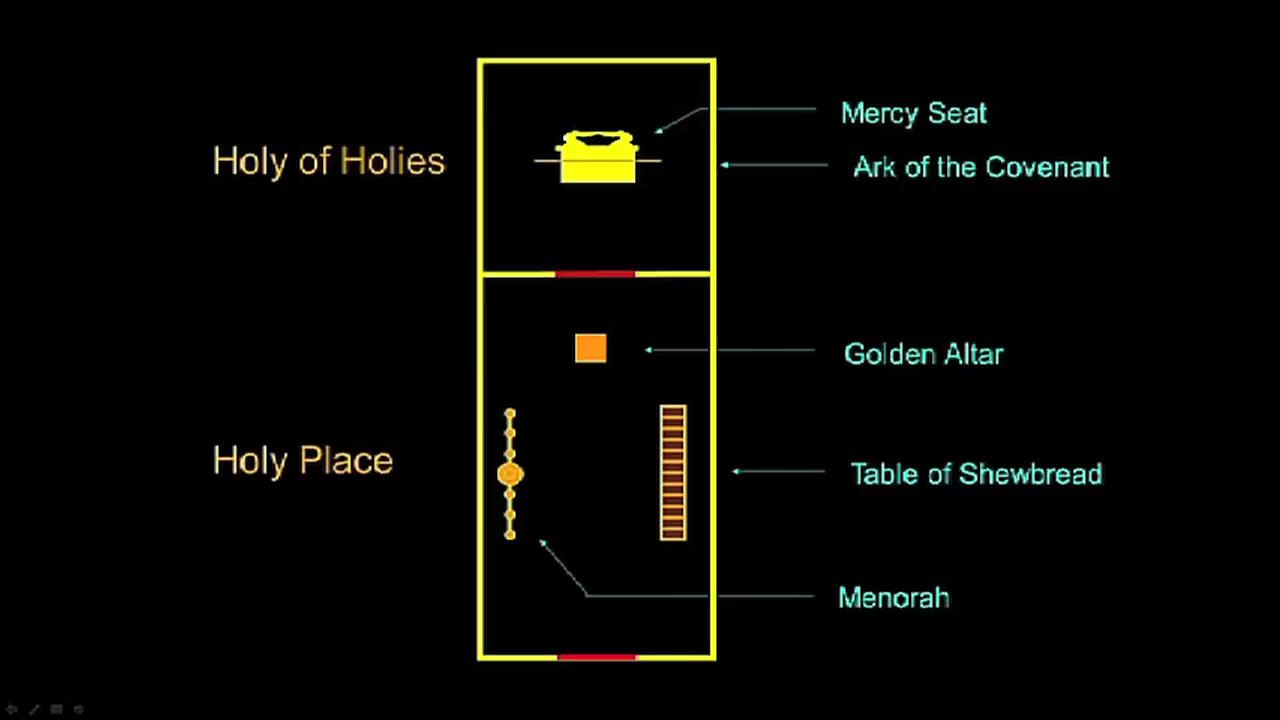 Mercy Seat
Holy of Holies
Ark of the Covenant
Golden Altar
Holy Place
Table of Shewbread
Menorah